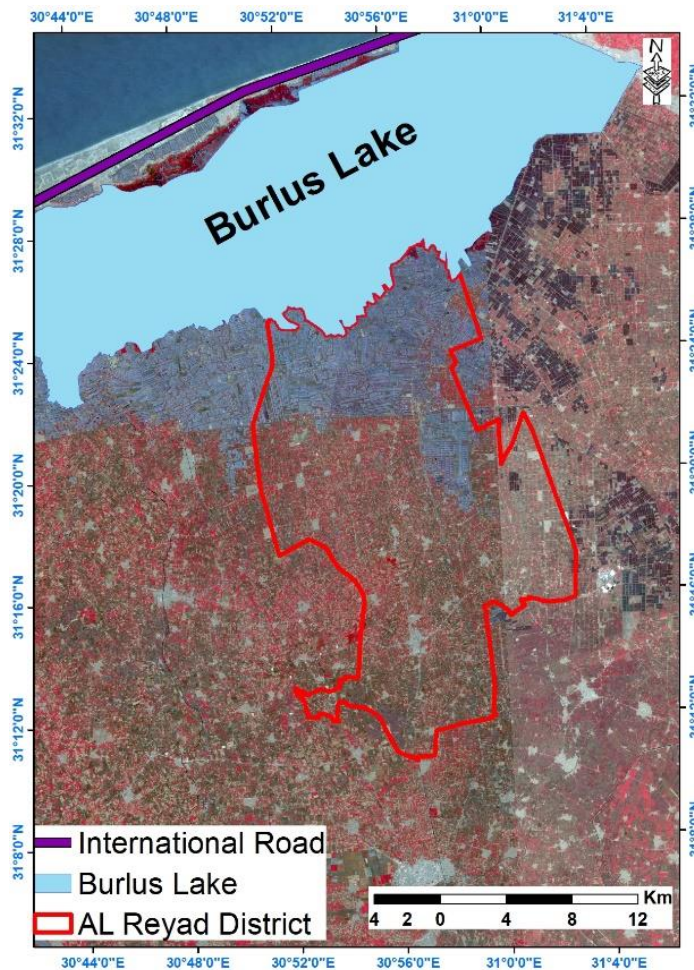 30°44'0"E
30°48'0"E
30°52'0"E
30°56'0"E
31°0'0"E
31°4'0"E
N
31°32'0"N
31°28'0"N
31°24'0"N
31°20'0"N
31°16'0"N
31°12'0"N
31°8'0"N
Burlus Lake
International Road
Burlus Lake
AL Reyad District
Km
4 2 0 4 8 12
30°44'0"E
30°48'0"E
30°52'0"E
30°56'0"E
31°0'0"E
31°4'0"E